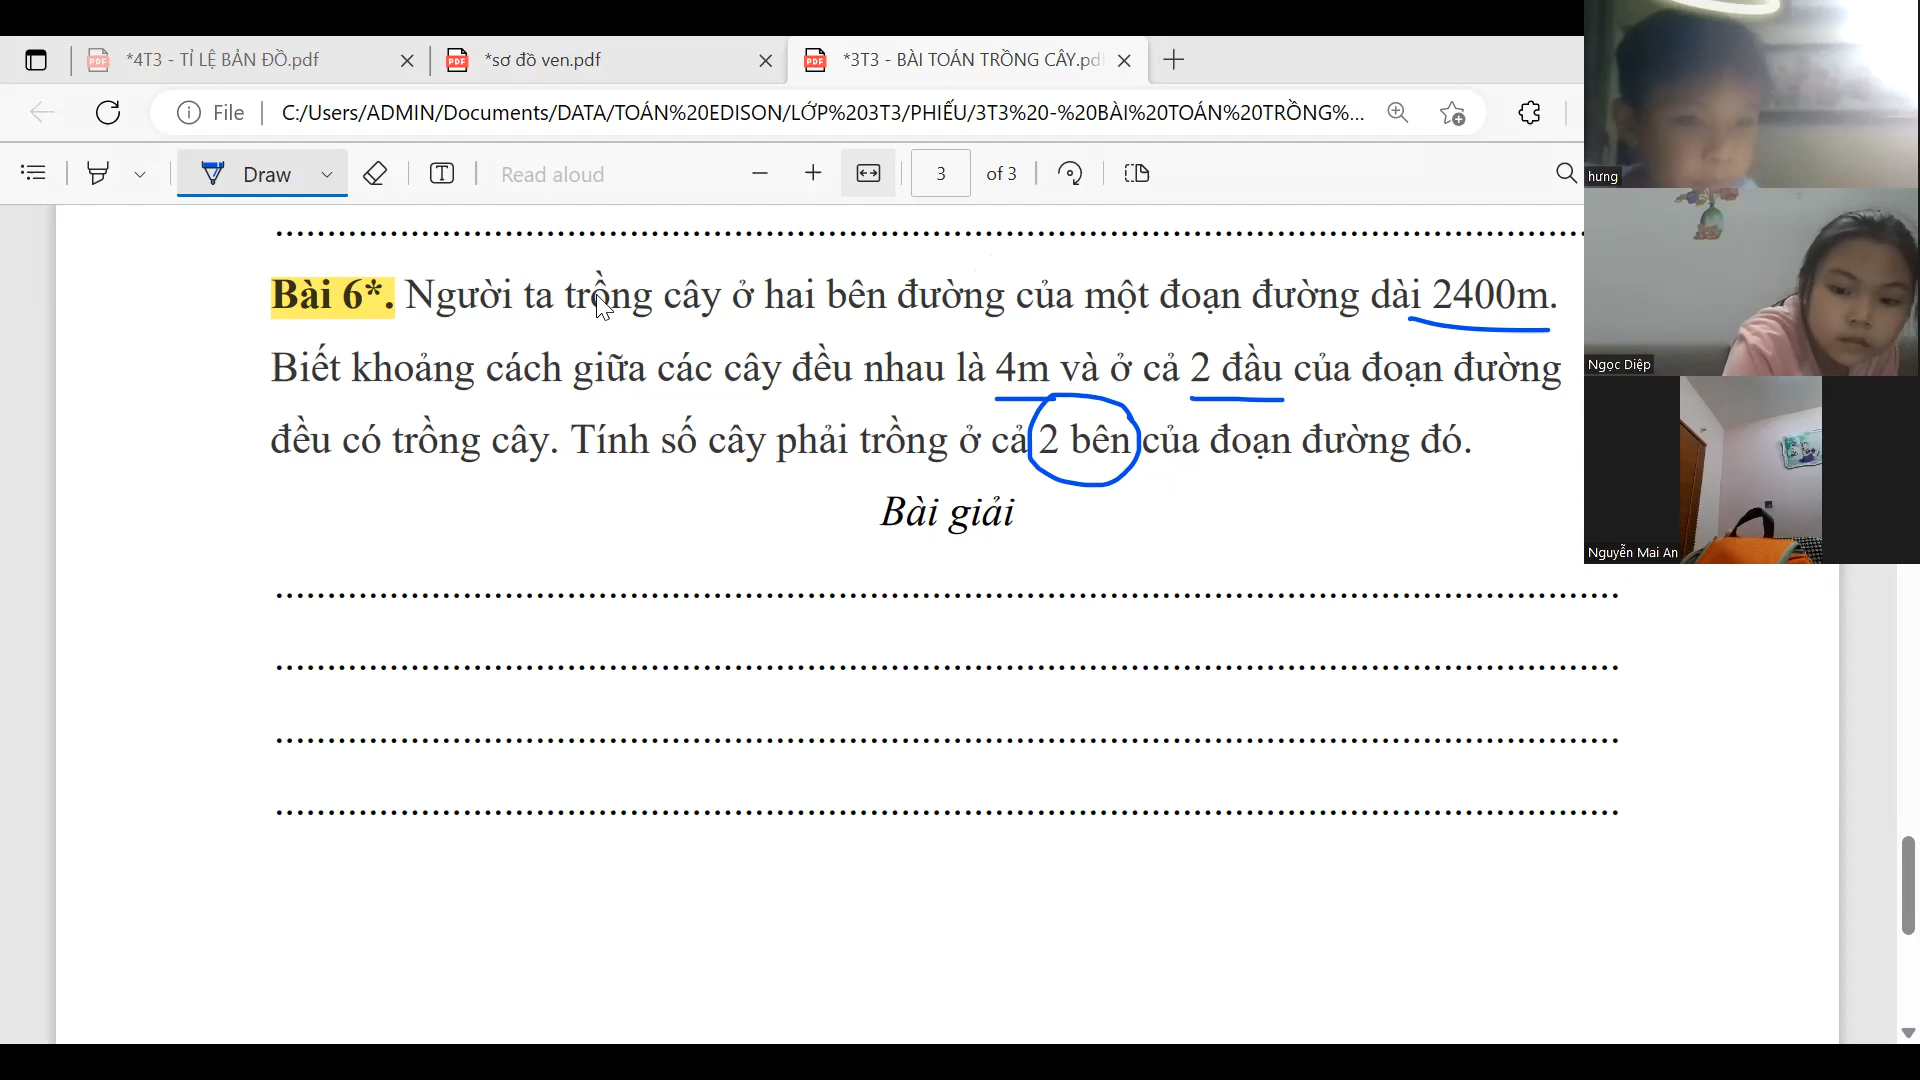 *4T3 - TỈ LỆ BẢN ĐỒ.pdf
*sơ đồ ven.pdf
*3T3 - BÀI TOÁN TRỒNG CÂY.pdf
File
C:/Users/ADMIN/Documents/DATA/TOÁN%20EDISON/LỚP%203T3/PHIẾU/3T3%20-%20BÀI%20TOÁN%20TRỒNG%...
Draw
Read aloud
3 of 3
hưng
Ngọc Diệp
Nguyễn Mai An
Bài 6*. Người ta trồng cây ở hai bên đường của một đoạn đường dài 2400m.
Biết khoảng cách giữa các cây đều nhau là 4m và ở cả 2 đầu của đoạn đường
đều có trồng cây. Tính số cây phải trồng ở cả 2 bên của đoạn đường đó.
Bài giải